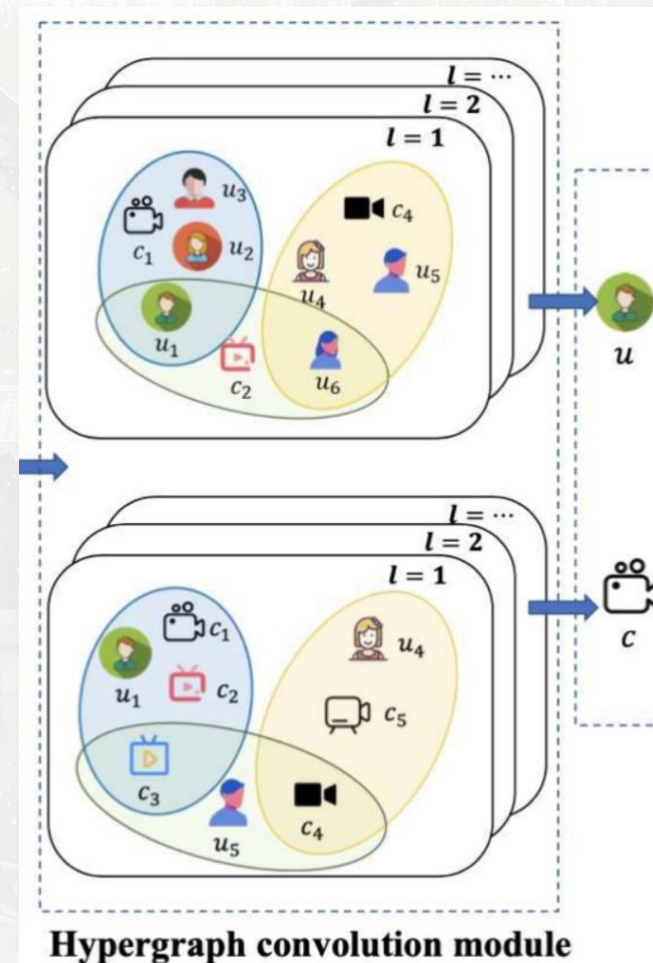 l = ⋯
l = 2
l = 1
u₃
c₄
c₁
u₂
u₅
u₄
u₁
c₂
u₆
u
l = ⋯
l = 2
l = 1
c₁
u₄
u₁
c₂
c₅
c
c₃
c₄
u₅
Hypergraph convolution module